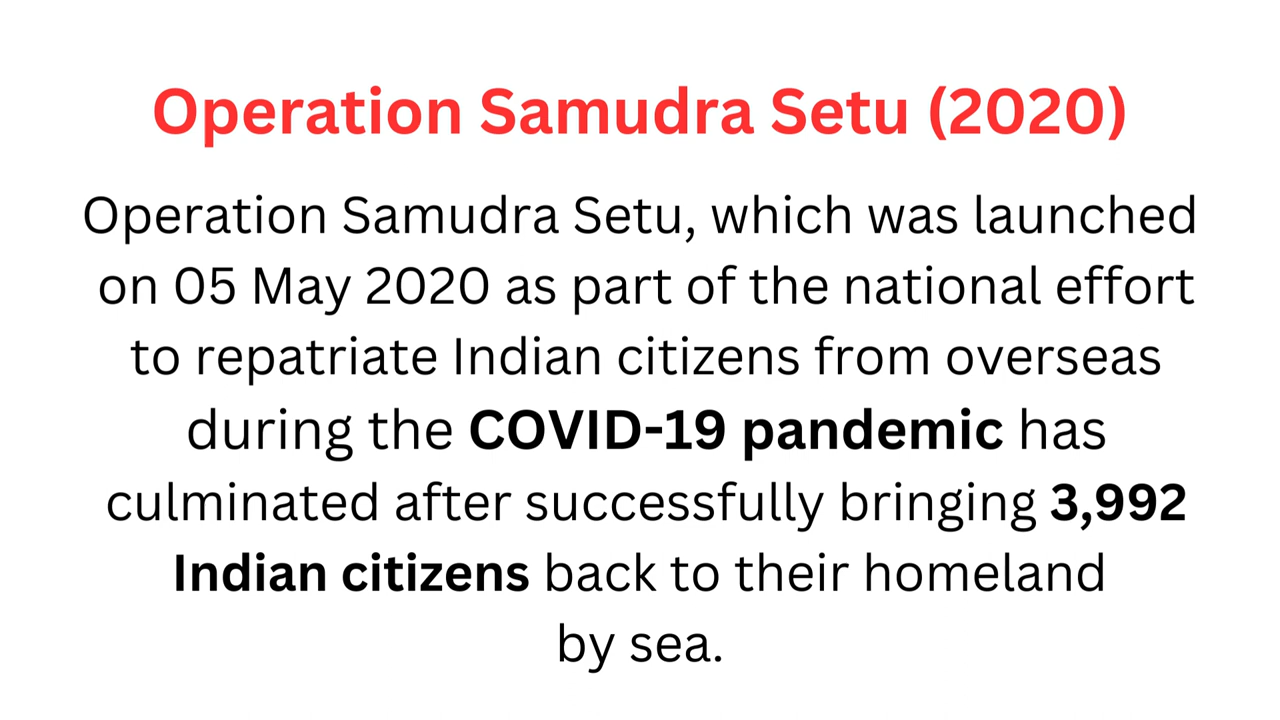 Operation Samudra Setu (2020)
Operation Samudra Setu, which was launched
on 05 May 2020 as part of the national effort
to repatriate Indian citizens from overseas
during the COVID-19 pandemic has
culminated after successfully bringing 3,992
Indian citizens back to their homeland
by sea.